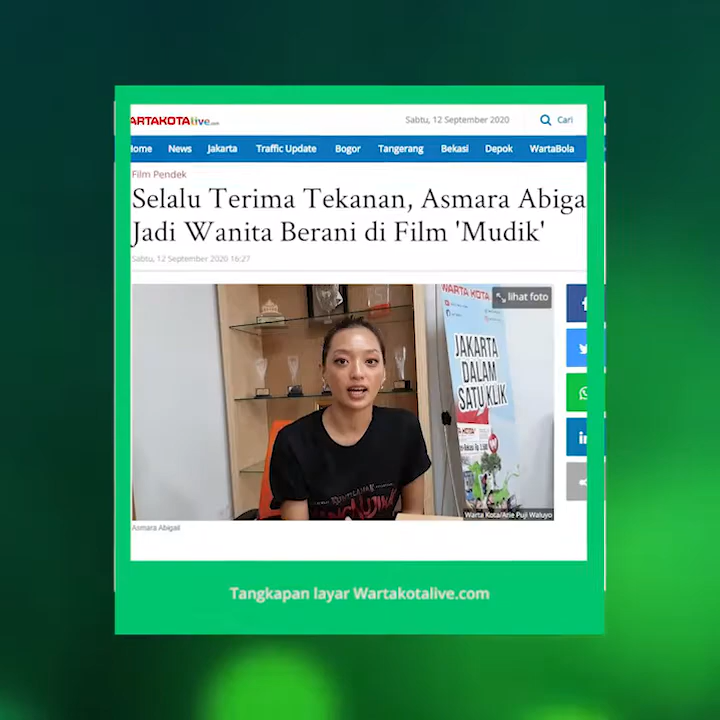 ARTAKOTAlive.com
Sabtu, 12 September 2020
Cari
Home News Jakarta Traffic Update Bogor Tangerang Bekasi Depok WartaBola
Film Pendek
Selalu Terima Tekanan, Asmara Abiga
Jadi Wanita Berani di Film 'Mudik'
Sabtu, 12 September 2020 16:27
WARTA KOTA
lihat foto
JAKARTA
DALAM
SATU KLIK
Warta Kota/Arie Puji Waluyo
Asmara Abigail
Tangkapan layar Wartakotalive.com